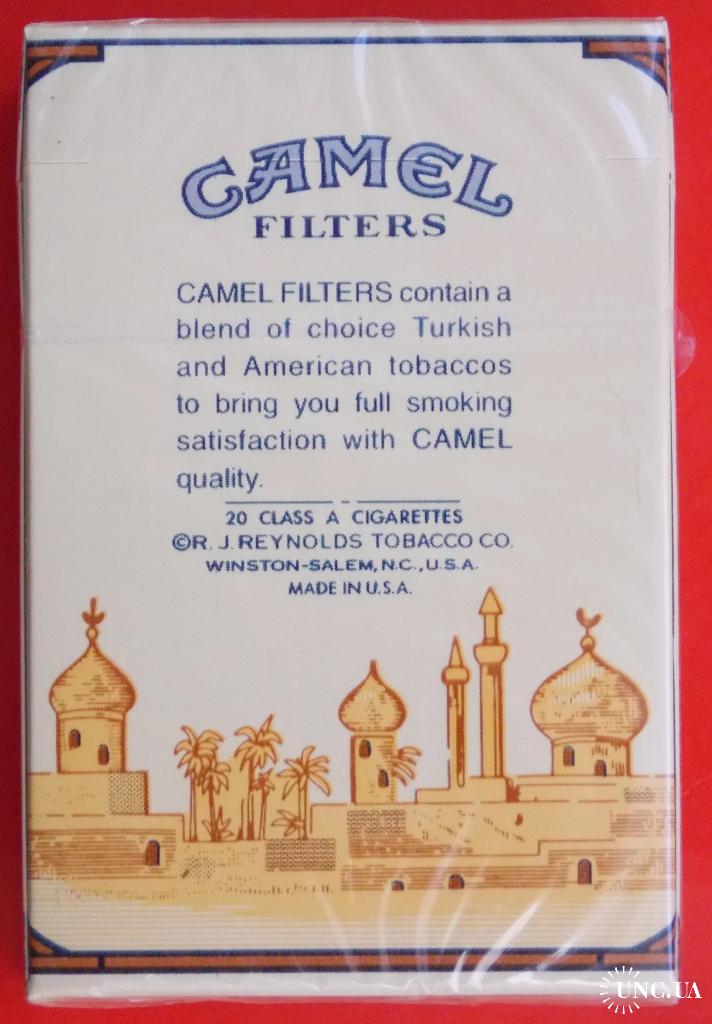 CAMEL
FILTERS
CAMEL FILTERS contain a
blend of choice Turkish
and American tobaccos
to bring you full smoking
satisfaction with CAMEL
quality.
20 CLASS A CIGARETTES
©R. J. REYNOLDS TOBACCO CO.
WINSTON-SALEM, N.C., U.S.A.
MADE IN U.S.A.
UNC.UA